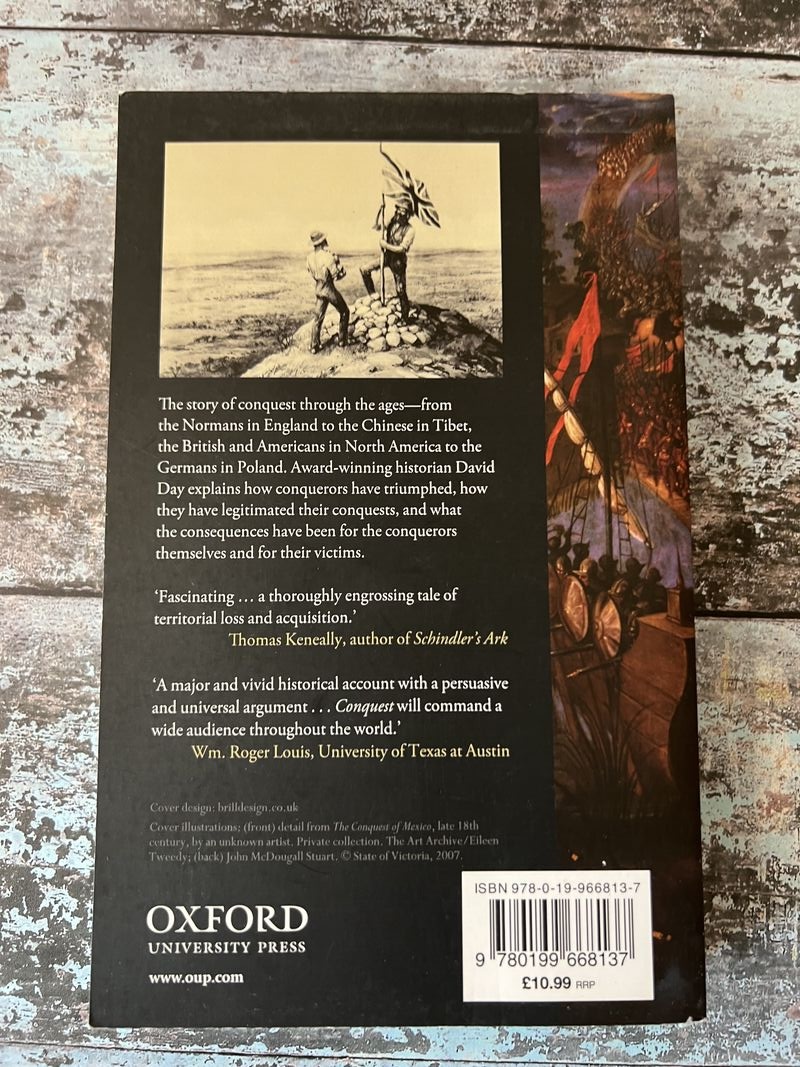 The story of conquest through the ages—from
the Normans in England to the Chinese in Tibet,
the British and Americans in North America to the
Germans in Poland. Award-winning historian David
Day explains how conquerors have triumphed, how
they have legitimated their conquests, and what
the consequences have been for the conquerors
themselves and for their victims.
‘Fascinating ... a thoroughly engrossing tale of
territorial loss and acquisition.’
Thomas Keneally, author of Schindler’s Ark
‘A major and vivid historical account with a persuasive
and universal argument ... Conquest will command a
wide audience throughout the world.’
Wm. Roger Louis, University of Texas at Austin
Cover design: brilldesign.co.uk
Cover illustrations; (front) detail from The Conquest of Mexico, late 18th
century, by an unknown artist. Private collection. The Art Archive/Eileen
Tweedy; (back) John McDougall Stuart. © State of Victoria, 2007.
OXFORD
UNIVERSITY PRESS
www.oup.com
ISBN 978-0-19-966813-7
9 780199 668137
£10.99 RRP